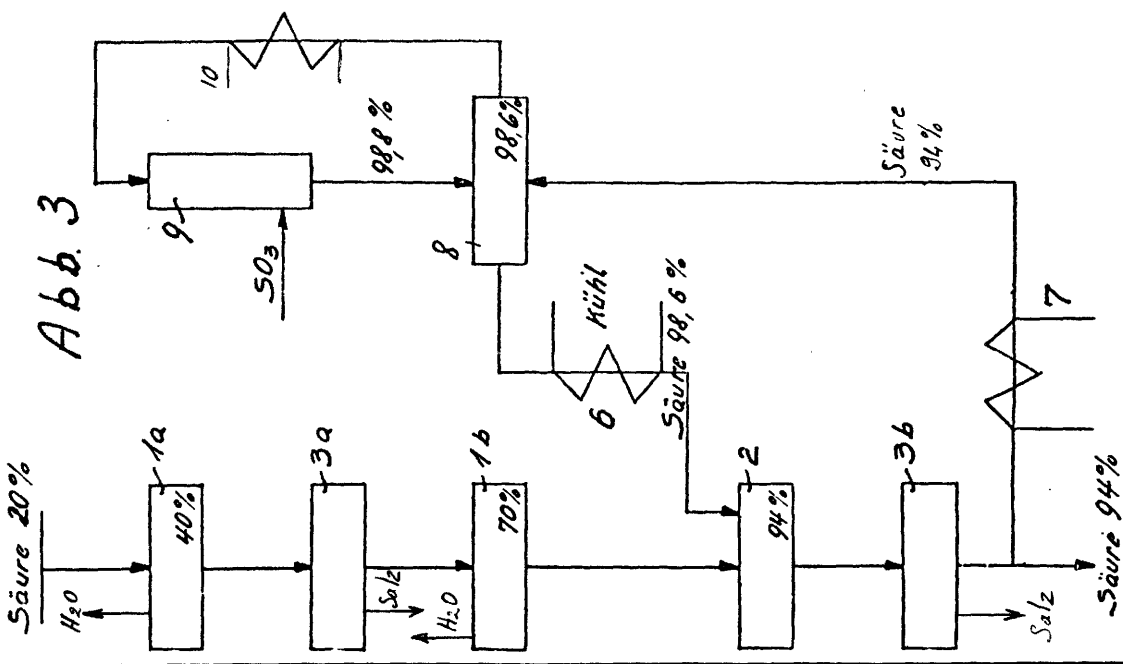 Abb. 3
Säure 20%
H₂O
1a
40%
3a
Salz
H₂O
1b
70%
2
94%
3b
Salz
Säure 94%
7
Säure
94%
6
Kühl
Säure 98,6%
8
98,6%
98,8%
9
SO₃
10